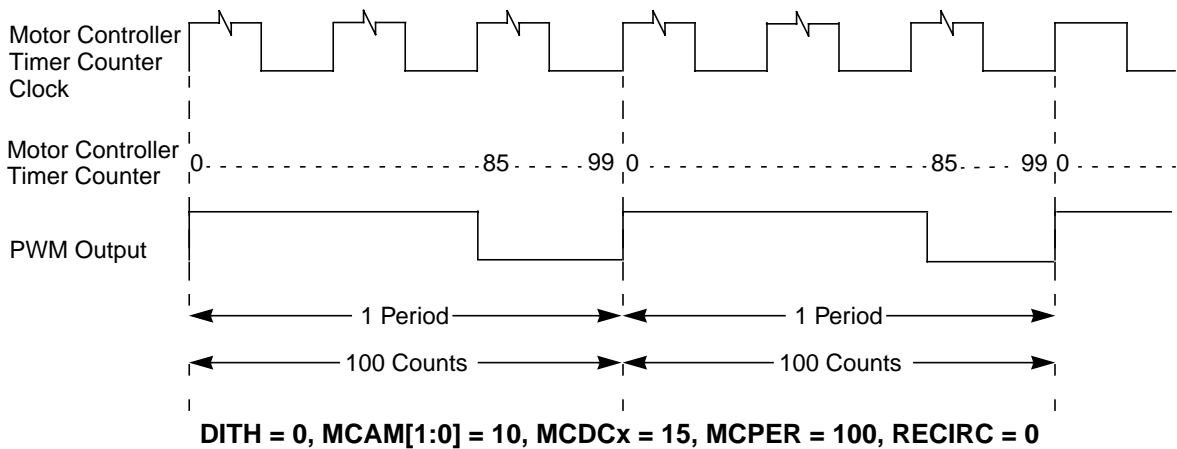 Motor Controller
Timer Counter
Clock
Motor Controller
Timer Counter
0 85 99 0 85 99 0
PWM Output
1 Period 1 Period
100 Counts 100 Counts
DITH = 0, MCAM[1:0] = 10, MCDCx = 15, MCPER = 100, RECIRC = 0